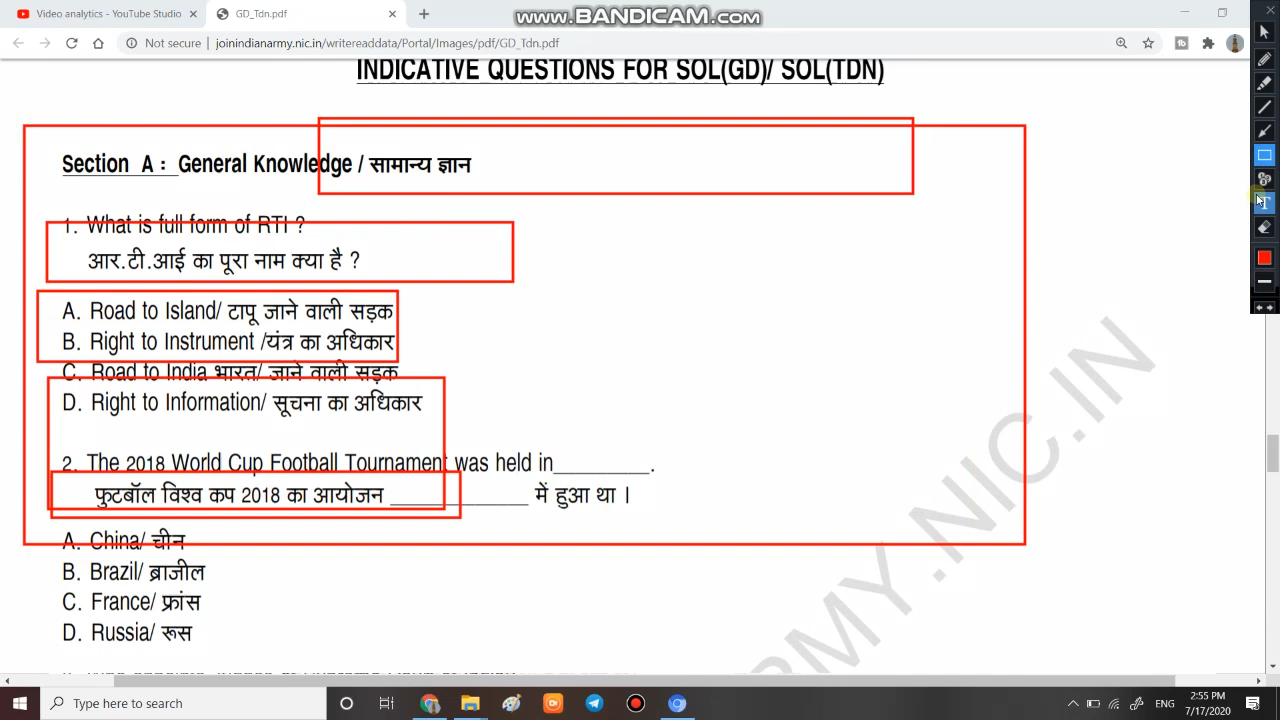 Video analytics - YouTube Studio
GD_Tdn.pdf
www.BANDICAM.com
Not secure | joinindianarmy.nic.in/writereaddata/Portal/Images/pdf/GD_Tdn.pdf
INDICATIVE QUESTIONS FOR SOL(GD)/ SOL(TDN)
Section A : General Knowledge / सामान्य ज्ञान
1. What is full form of RTI ?
आर.टी.आई का पूरा नाम क्या है ?
A. Road to Island/ टापू जाने वाली सड़क
B. Right to Instrument /यंत्र का अधिकार
C. Road to India भारत/ जाने वाली सड़क
D. Right to Information/ सूचना का अधिकार
2. The 2018 World Cup Football Tournament was held in_________.
फुटबॉल विश्व कप 2018 का आयोजन _____________ में हुआ था ।
A. China/ चीन
B. Brazil/ ब्राजील
C. France/ फ्रांस
D. Russia/ रूस
RMY.NIC.IN
Type here to search
ENG
2:55 PM
7/17/2020